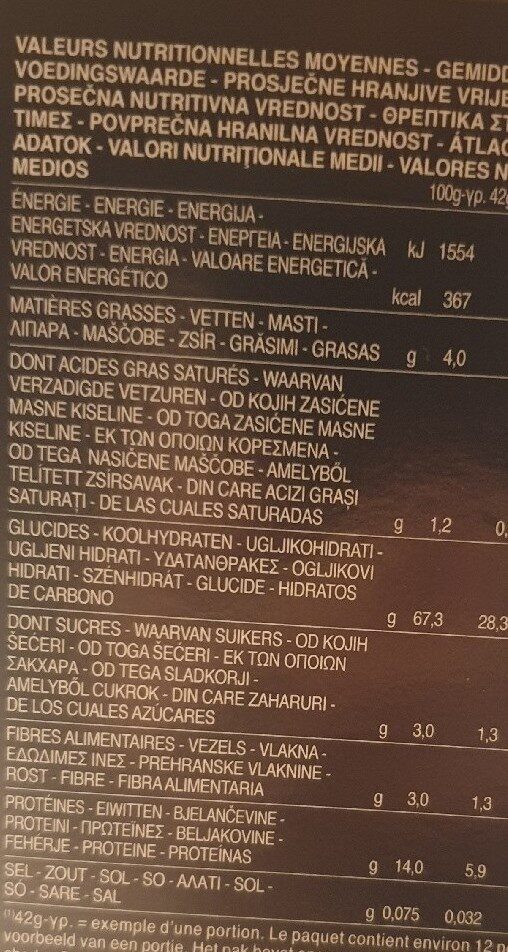 VALEURS NUTRITIONNELLES MOYENNES -
VOEDINGSWAARDE - PROSJEČNE HRANJIVE
PROSEČNA NUTRITIVNA VREDNOST - ΘΡΕΠΤΙΚΑ
ΤΙΜΕΣ - POVPREČNA HRANILNA VREDNOST -
ADATOK - VALORI NUTRIȚIONALE MEDII - VALORES
MEDIOS
100g-γρ. 42g
ÉNERGIE - ENERGIE - ENERGIJA -
ENERGETSKA VREDNOST - ΕΝΕΡΓΕΙΑ - ENERGIJSKA kJ 1554
VREDNOST - ENERGIA - VALOARE ENERGETICĂ -
VALOR ENERGÉTICO kcal 367
MATIÈRES GRASSES - VETTEN - MASTI -
ΛΙΠΑΡΑ - MAŠČOBE - ZSÍR - GRĂSIMI - GRASAS g 4,0
DONT ACIDES GRAS SATURÉS - WAARVAN
VERZADIGDE VETZUREN - OD KOJIH ZASIĆENE
MASNE KISELINE - OD TOGA ZASIĆENE MASNE
KISELINE - ΕΚ ΤΩΝ ΟΠΟΙΩΝ ΚΟΡΕΣΜΕΝΑ -
OD TEGA NASIČENE MAŠČOBE - AMELYBŐL
TELÍTETT ZSÍRSAVAK - DIN CARE ACIZI GRAȘI
SATURAȚI - DE LAS CUALES SATURADAS g 1,2 0,
GLUCIDES - KOOLHYDRATEN - UGLJIKOHIDRATI -
UGLJENI HIDRATI - ΥΔΑΤΑΝΘΡΑΚΕΣ - OGLJIKOVI
HIDRATI - SZÉNHIDRÁT - GLUCIDE - HIDRATOS
DE CARBONO g 67,3 28,3
DONT SUCRES - WAARVAN SUIKERS - OD KOJIH
ŠEĆERI - OD TOGA ŠEĆERI - ΕΚ ΤΩΝ ΟΠΟΙΩΝ
ΣΑΚΧΑΡΑ - OD TEGA SLADKORJI -
AMELYBŐL CUKROK - DIN CARE ZAHARURI -
DE LOS CUALES AZÚCARES g 3,0 1,3
FIBRES ALIMENTAIRES - VEZELS - VLAKNA -
ΕΔΩΔΙΜΕΣ ΙΝΕΣ - PREHRANSKE VLAKNINE -
ROST - FIBRE - FIBRA ALIMENTARIA g 3,0 1,3
PROTÉINES - EIWITTEN - BJELANČEVINE -
PROTEINI - ΠΡΩΤΕΪΝΕΣ - BELJAKOVINE -
FEHÉRJE - PROTEINE - PROTEÍNAS g 14,0 5,9
SEL - ZOUT - SOL - SO - ΑΛΑΤΙ - SOL -
SÓ - SARE - SAL g 0,075 0,032
⁽¹⁾42g-γρ. = exemple d'une portion. Le paquet contient environ 12
voorbeeld van een portie. Het pak bevat